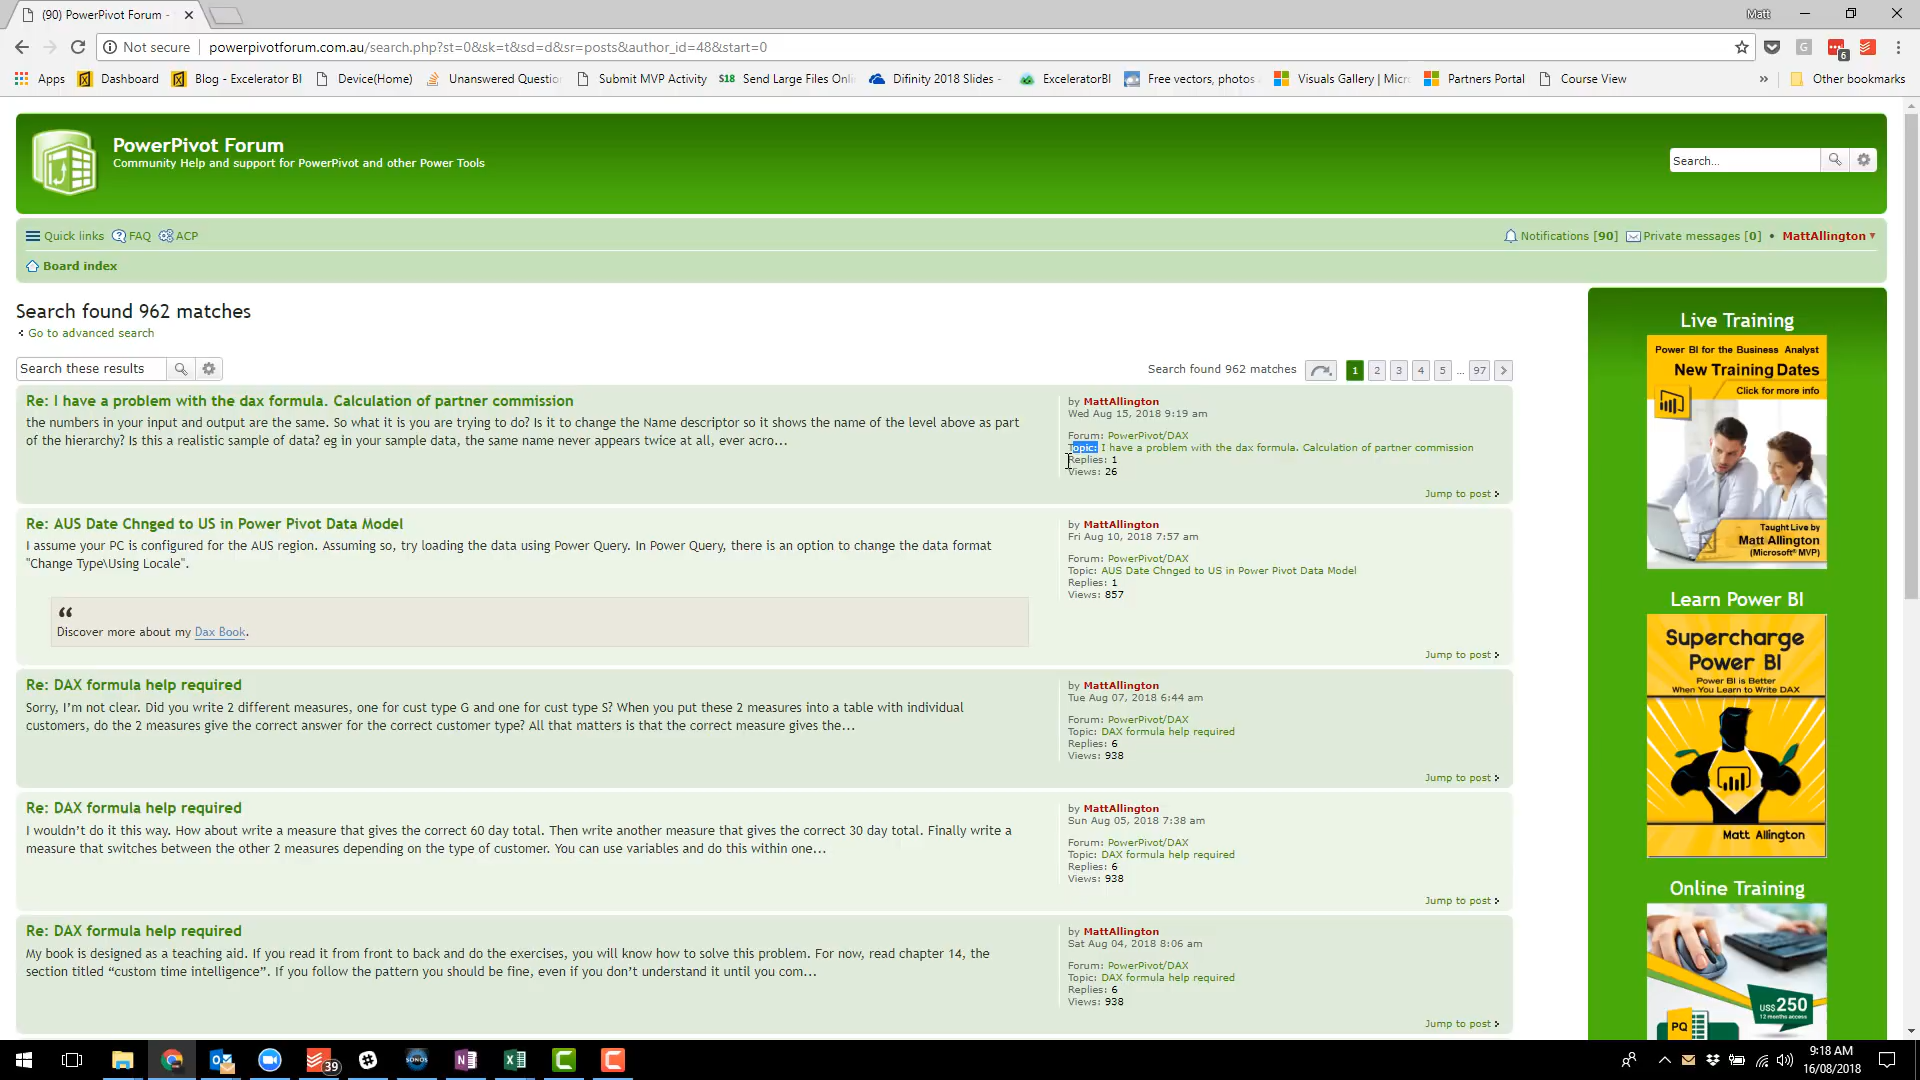 (90) PowerPivot Forum -
Matt
Not secure
powerpivotforum.com.au/search.php?st=0&sk=t&sd=d&sr=posts&author_id=48&start=0
6
Apps
Dashboard
Blog - Excelerator BI
Device(Home)
Unanswered Questio
Submit MVP Activity
S18 Send Large Files Onli
Difinity 2018 Slides -
ExceleratorBI
Free vectors, photos
Visuals Gallery | Micr
Partners Portal
Course View
»
Other bookmarks
PowerPivot Forum
Community Help and support for PowerPivot and other Power Tools
Search...
Quick links
FAQ
ACP
Notifications [90]
Private messages [0]
• MattAllington
Board index
Search found 962 matches
Go to advanced search
Search these results
Search found 962 matches
1 2 3 4 5 ... 97
Re: I have a problem with the dax formula. Calculation of partner commission
the numbers in your input and output are the same. So what it is you are trying to do? Is it to change the Name descriptor so it shows the name of the level above as part
of the hierarchy? Is this a realistic sample of data? eg in your sample data, the same name never appears twice at all, ever acro...
by MattAllington
Wed Aug 15, 2018 9:19 am
Forum: PowerPivot/DAX
Topic: I have a problem with the dax formula. Calculation of partner commission
Replies: 1
Views: 26
Jump to post
Re: AUS Date Chnged to US in Power Pivot Data Model
I assume your PC is configured for the AUS region. Assuming so, try loading the data using Power Query. In Power Query, there is an option to change the data format
"Change Type\Using Locale".
“
Discover more about my Dax Book.
by MattAllington
Fri Aug 10, 2018 7:57 am
Forum: PowerPivot/DAX
Topic: AUS Date Chnged to US in Power Pivot Data Model
Replies: 1
Views: 857
Jump to post
Re: DAX formula help required
Sorry, I'm not clear. Did you write 2 different measures, one for cust type G and one for cust type S? When you put these 2 measures into a table with individual
customers, do the 2 measures give the correct answer for the correct customer type? All that matters is that the correct measure gives the...
by MattAllington
Tue Aug 07, 2018 6:44 am
Forum: PowerPivot/DAX
Topic: DAX formula help required
Replies: 6
Views: 938
Jump to post
Re: DAX formula help required
I wouldn't do it this way. How about write a measure that gives the correct 60 day total. Then write another measure that gives the correct 30 day total. Finally write a
measure that switches between the other 2 measures depending on the type of customer. You can use variables and do this within one...
by MattAllington
Sun Aug 05, 2018 7:38 am
Forum: PowerPivot/DAX
Topic: DAX formula help required
Replies: 6
Views: 938
Jump to post
Re: DAX formula help required
My book is designed as a teaching aid. If you read it from front to back and do the exercises, you will know how to solve this problem. For now, read chapter 14, the
section titled “custom time intelligence”. If you follow the pattern you should be fine, even if you don't understand it until you com...
by MattAllington
Sat Aug 04, 2018 8:06 am
Forum: PowerPivot/DAX
Topic: DAX formula help required
Replies: 6
Views: 938
Jump to post
Live Training
Power BI for the Business Analyst
New Training Dates
Click for more info
Taught Live by
Matt Allington
(Microsoft® MVP)
Learn Power BI
Supercharge
Power BI
Power BI is Better
When You Learn to Write DAX
Matt Allington
Online Training
US$250
12 months access
PQ
39
SONOS
9:18 AM
16/08/2018